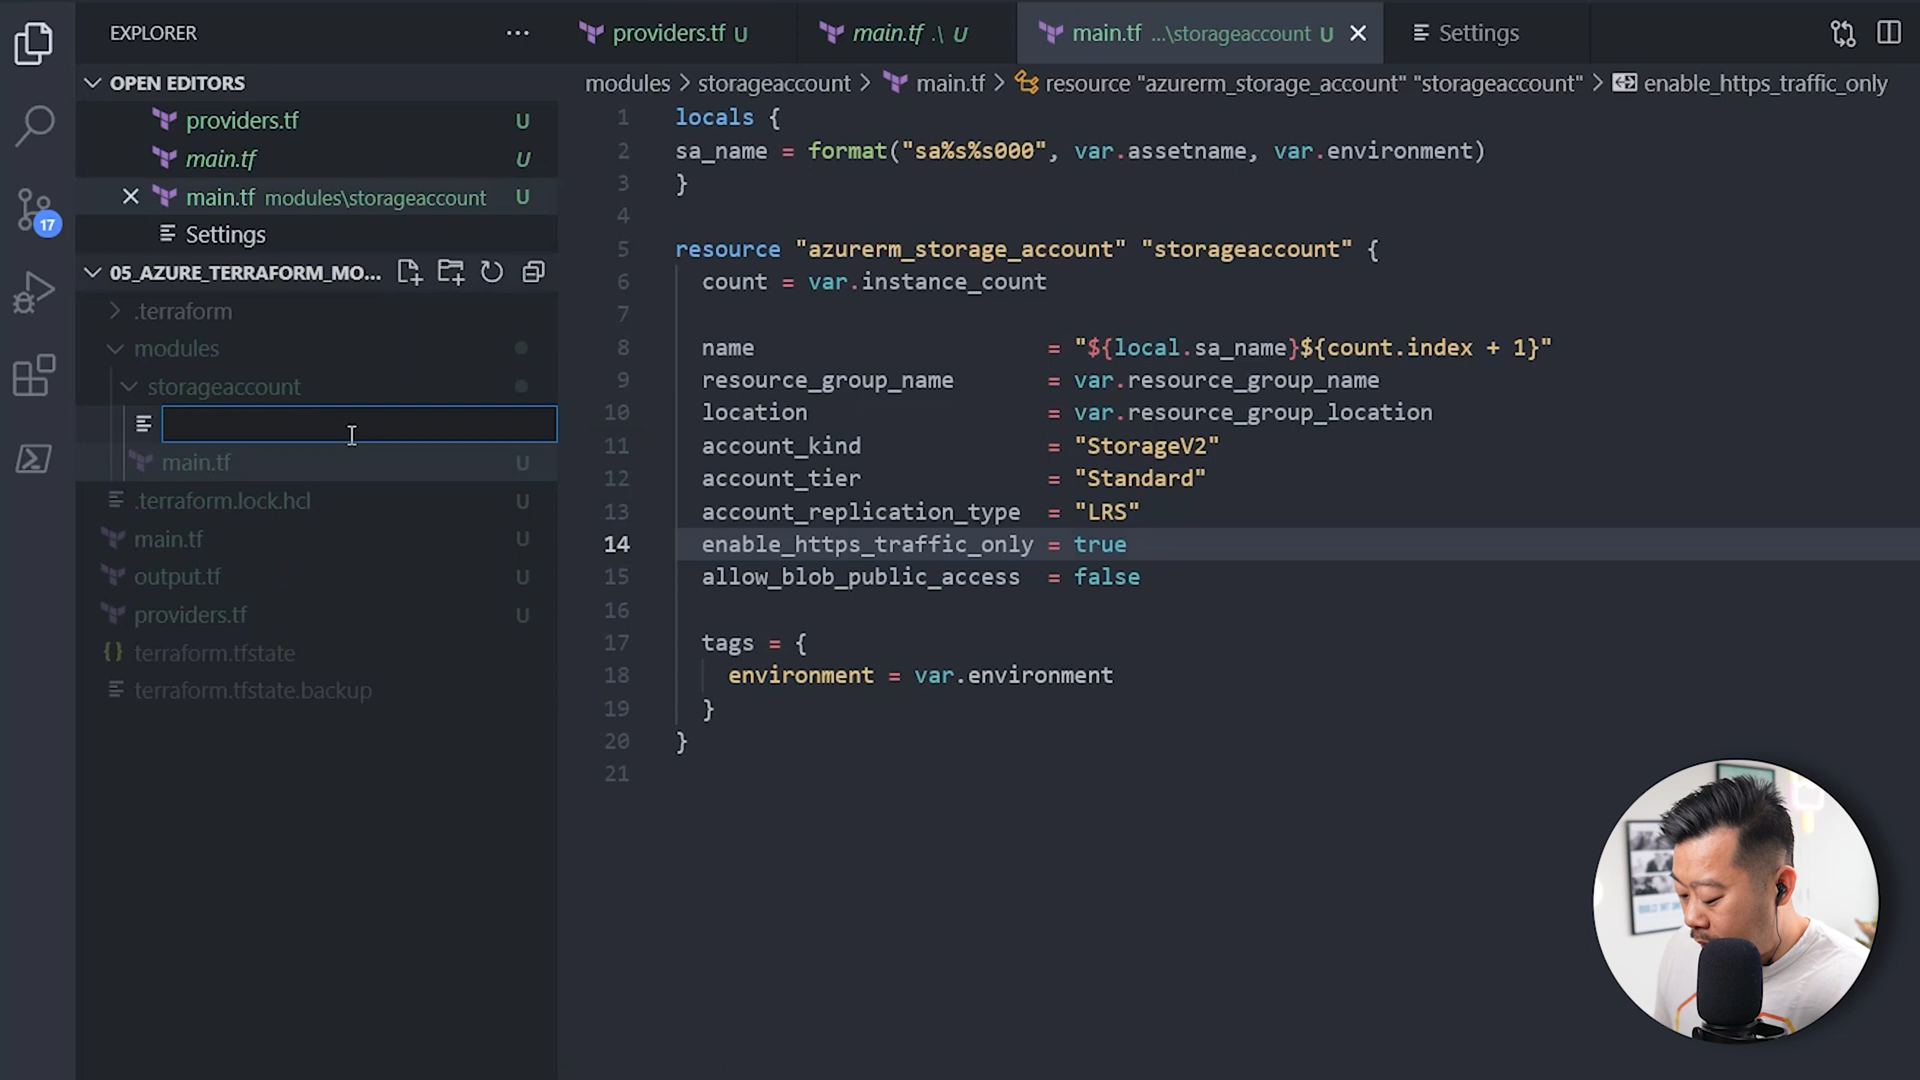 EXPLORER
OPEN EDITORS
providers.tf U
main.tf U
main.tf modules\storageaccount U
Settings
17
05_AZURE_TERRAFORM_MO...
.terraform
modules
storageaccount
main.tf U
.terraform.lock.hcl U
main.tf U
output.tf U
providers.tf U
terraform.tfstate
terraform.tfstate.backup
providers.tf U
main.tf .\ U
main.tf ...\storageaccount U
Settings
modules > storageaccount > main.tf > resource "azurerm_storage_account" "storageaccount" > enable_https_traffic_only
1 locals {
2 sa_name = format("sa%s%s000", var.assetname, var.environment)
3 }
4
5 resource "azurerm_storage_account" "storageaccount" {
6 count = var.instance_count
7
8 name = "${local.sa_name}${count.index + 1}"
9 resource_group_name = var.resource_group_name
10 location = var.resource_group_location
11 account_kind = "StorageV2"
12 account_tier = "Standard"
13 account_replication_type = "LRS"
14 enable_https_traffic_only = true
15 allow_blob_public_access = false
16
17 tags = {
18 environment = var.environment
19 }
20 }
21